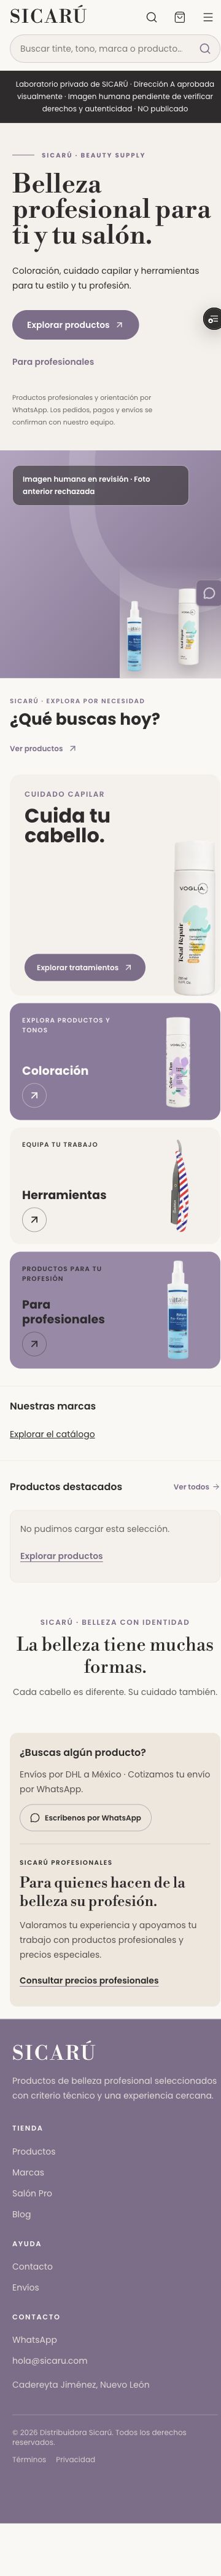 SICARÚ
Buscar tinte, tono, marca o producto...
Laboratorio privado de SICARÚ · Dirección A aprobada
visualmente · Imagen humana pendiente de verificar
derechos y autenticidad · NO publicado
SICARÚ · BEAUTY SUPPLY
Belleza
profesional para
ti y tu salón.
Coloración, cuidado capilar y herramientas
para tu estilo y tu profesión.
Explorar productos
Para profesionales
Productos profesionales y orientación por
WhatsApp. Los pedidos, pagos y envíos se
confirman con nuestro equipo.
Imagen humana en revisión · Foto
anterior rechazada
SICARÚ · EXPLORA POR NECESIDAD
¿Qué buscas hoy?
Ver productos
CUIDADO CAPILAR
Cuida tu
cabello.
VOGLIA
Total Repair
Explorar tratamientos
EXPLORA PRODUCTOS Y
TONOS
Coloración
EQUIPA TU TRABAJO
Herramientas
PRODUCTOS PARA TU
PROFESIÓN
Para
profesionales
Nuestras marcas
Explorar el catálogo
Productos destacados
Ver todos
No pudimos cargar esta selección.
Explorar productos
SICARÚ · BELLEZA CON IDENTIDAD
La belleza tiene muchas
formas.
Cada cabello es diferente. Su cuidado también.
¿Buscas algún producto?
Envíos por DHL a México · Cotizamos tu envío
por WhatsApp.
Escríbenos por WhatsApp
SICARÚ PROFESIONALES
Para quienes hacen de la
belleza su profesión.
Valoramos tu experiencia y apoyamos tu
trabajo con productos profesionales y
precios especiales.
Consultar precios profesionales
SICARÚ
Productos de belleza profesional seleccionados
con criterio técnico y una experiencia cercana.
TIENDA
Productos
Marcas
Salón Pro
Blog
AYUDA
Contacto
Envíos
CONTACTO
WhatsApp
hola@sicaru.com
Cadereyta Jiménez, Nuevo León
© 2026 Distribuidora Sicarú. Todos los derechos
reservados.
Términos
Privacidad